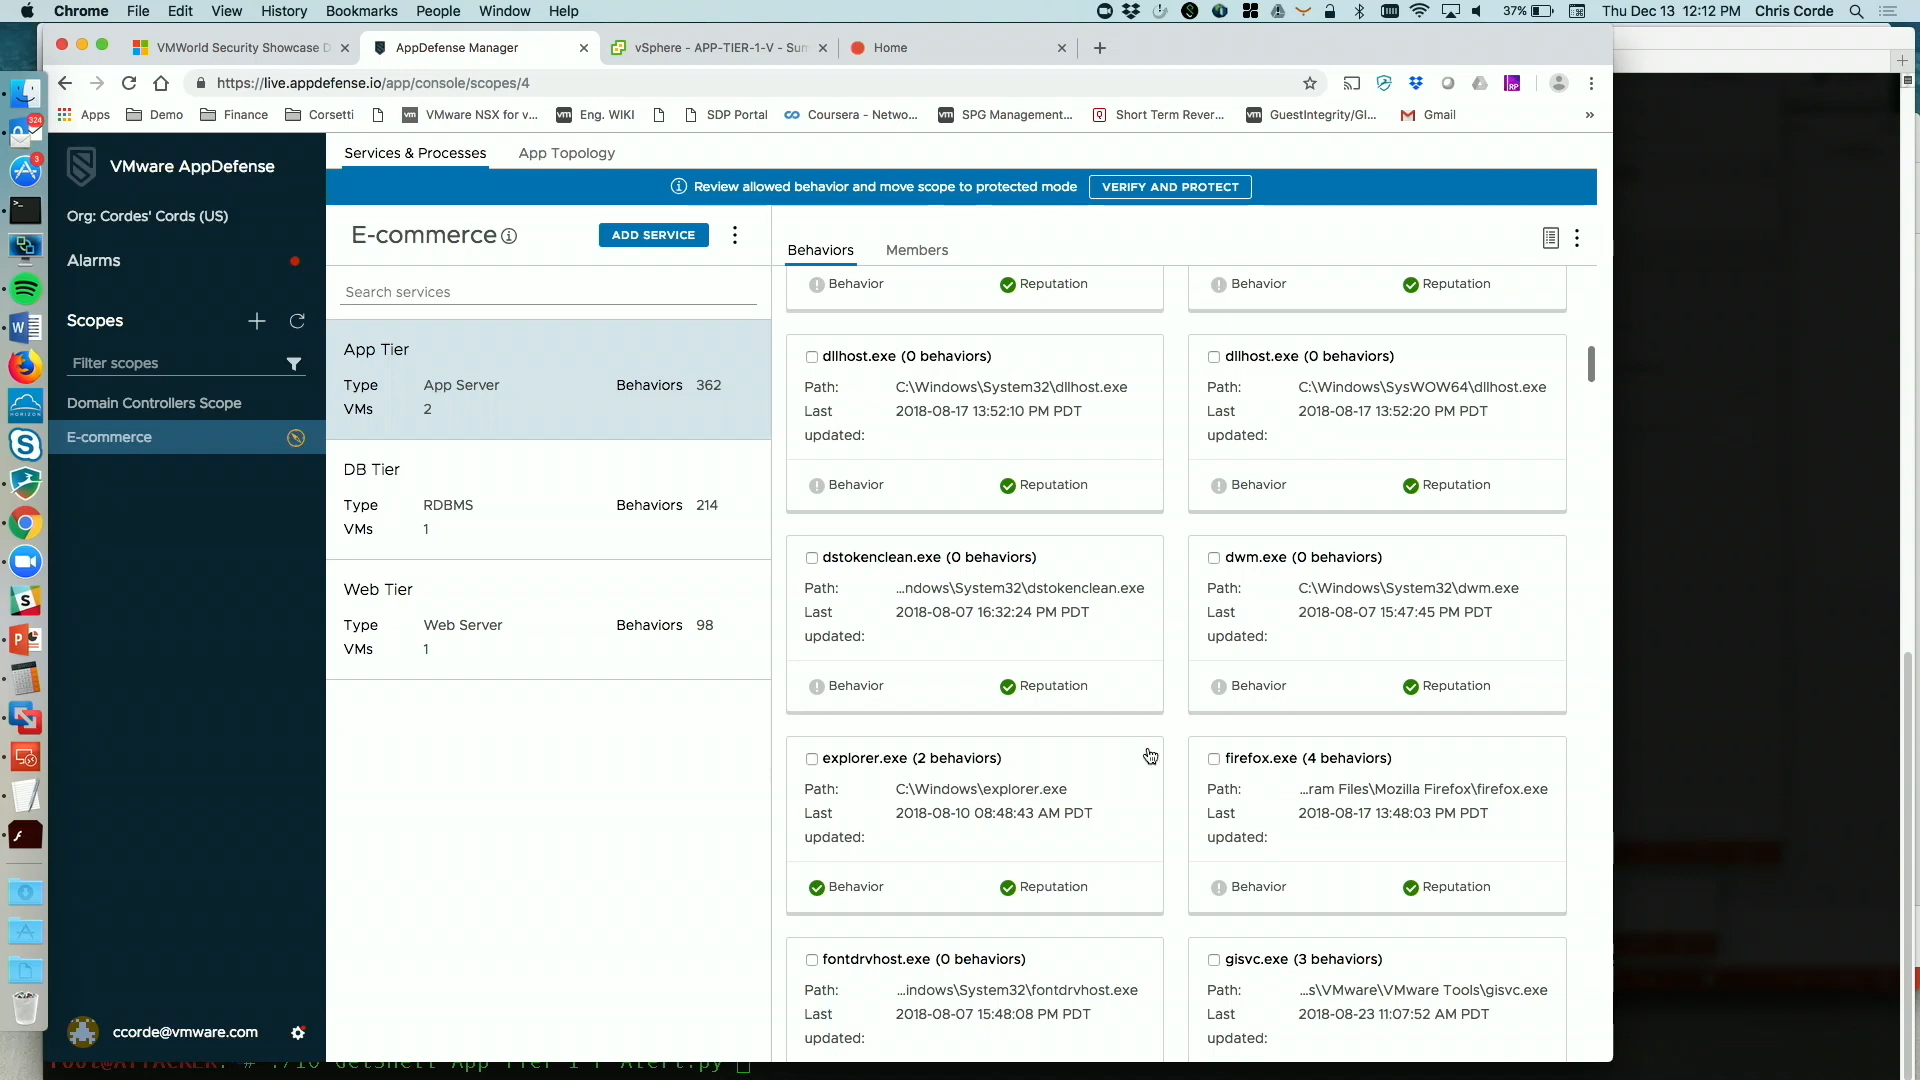 Chrome File Edit View History Bookmarks People Window Help
37% Thu Dec 13 12:12 PM Chris Corde
VMWorld Security Showcase D
AppDefense Manager
vSphere - APP-TIER-1-V - Sum
Home
https://live.appdefense.io/app/console/scopes/4
Apps Demo Finance Corsetti VMware NSX for v... Eng. WIKI SDP Portal Coursera - Netwo... SPG Management... Short Term Rever... GuestIntegrity/GI... Gmail »
324
3
VMware AppDefense
Org: Cordes' Cords (US)
Alarms
Scopes
Filter scopes
Domain Controllers Scope
E-commerce
ccorde@vmware.com
Services & Processes App Topology
Review allowed behavior and move scope to protected mode VERIFY AND PROTECT
E-commerce ADD SERVICE
Search services
App Tier
Type App Server Behaviors 362
VMs 2
DB Tier
Type RDBMS Behaviors 214
VMs 1
Web Tier
Type Web Server Behaviors 98
VMs 1
Behaviors Members
Behavior Reputation
Behavior Reputation
dllhost.exe (0 behaviors)
Path: C:\Windows\System32\dllhost.exe
Last updated: 2018-08-17 13:52:10 PM PDT
Behavior Reputation
dllhost.exe (0 behaviors)
Path: C:\Windows\SysWOW64\dllhost.exe
Last updated: 2018-08-17 13:52:20 PM PDT
Behavior Reputation
dstokenclean.exe (0 behaviors)
Path: ...ndows\System32\dstokenclean.exe
Last updated: 2018-08-07 16:32:24 PM PDT
Behavior Reputation
dwm.exe (0 behaviors)
Path: C:\Windows\System32\dwm.exe
Last updated: 2018-08-07 15:47:45 PM PDT
Behavior Reputation
explorer.exe (2 behaviors)
Path: C:\Windows\explorer.exe
Last updated: 2018-08-10 08:48:43 AM PDT
Behavior Reputation
firefox.exe (4 behaviors)
Path: ...ram Files\Mozilla Firefox\firefox.exe
Last updated: 2018-08-17 13:48:03 PM PDT
Behavior Reputation
fontdrvhost.exe (0 behaviors)
Path: ...indows\System32\fontdrvhost.exe
Last updated: 2018-08-07 15:48:08 PM PDT
gisvc.exe (3 behaviors)
Path: ...s\VMware\VMware Tools\gisvc.exe
Last updated: 2018-08-23 11:07:52 AM PDT